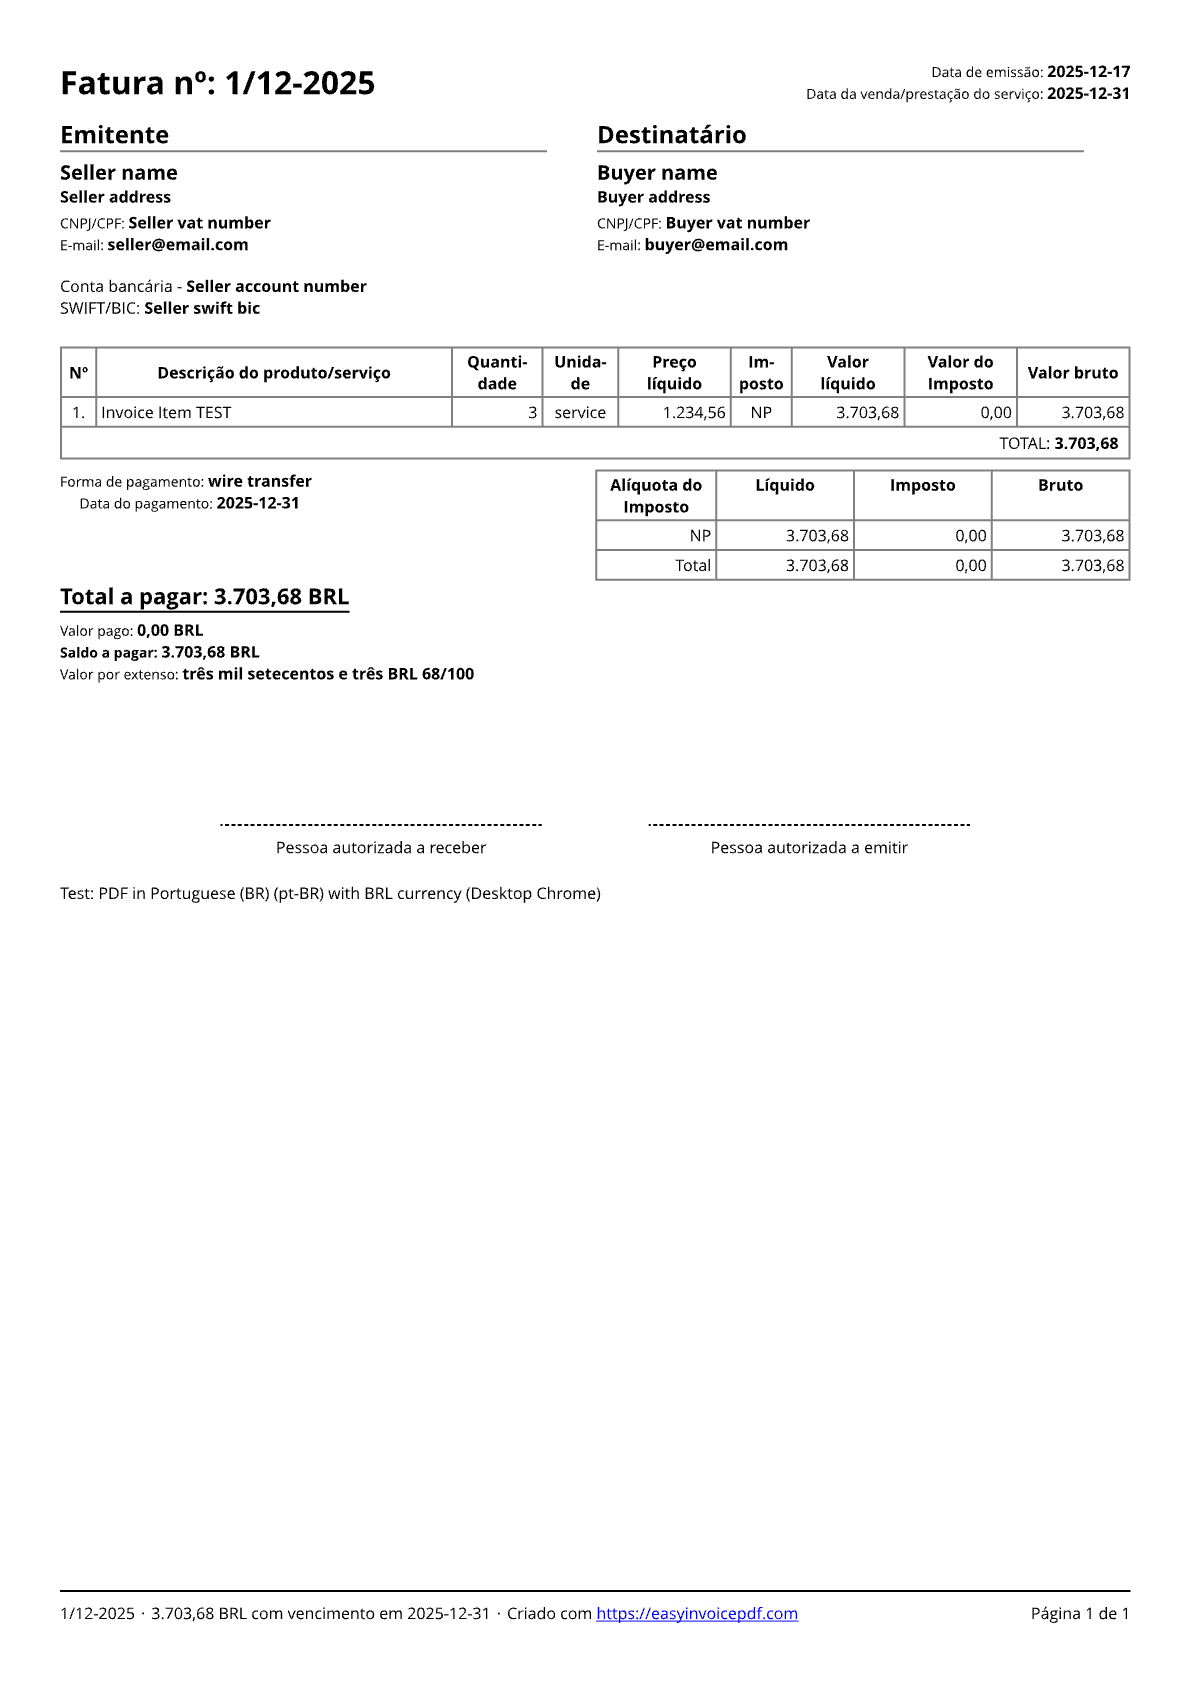 Fatura nº: 1/12-2025
Data de emissão: 2025-12-17
Data da venda/prestação do serviço: 2025-12-31
Emitente
Seller name
Seller address
CNPJ/CPF: Seller vat number
E-mail: seller@email.com
Conta bancária - Seller account number
SWIFT/BIC: Seller swift bic
Destinatário
Buyer name
Buyer address
CNPJ/CPF: Buyer vat number
E-mail: buyer@email.com
Nº Descrição do produto/serviço Quanti-dade Unida-de Preço líquido Im-posto Valor líquido Valor do Imposto Valor bruto
1. Invoice Item TEST 3 service 1.234,56 NP 3.703,68 0,00 3.703,68
TOTAL: 3.703,68
Forma de pagamento: wire transfer
Data do pagamento: 2025-12-31
Alíquota do Imposto Líquido Imposto Bruto
NP 3.703,68 0,00 3.703,68
Total 3.703,68 0,00 3.703,68
Total a pagar: 3.703,68 BRL
Valor pago: 0,00 BRL
Saldo a pagar: 3.703,68 BRL
Valor por extenso: três mil setecentos e três BRL 68/100
Pessoa autorizada a receber
Pessoa autorizada a emitir
Test: PDF in Portuguese (BR) (pt-BR) with BRL currency (Desktop Chrome)
1/12-2025 · 3.703,68 BRL com vencimento em 2025-12-31 · Criado com https://easyinvoicepdf.com
Página 1 de 1